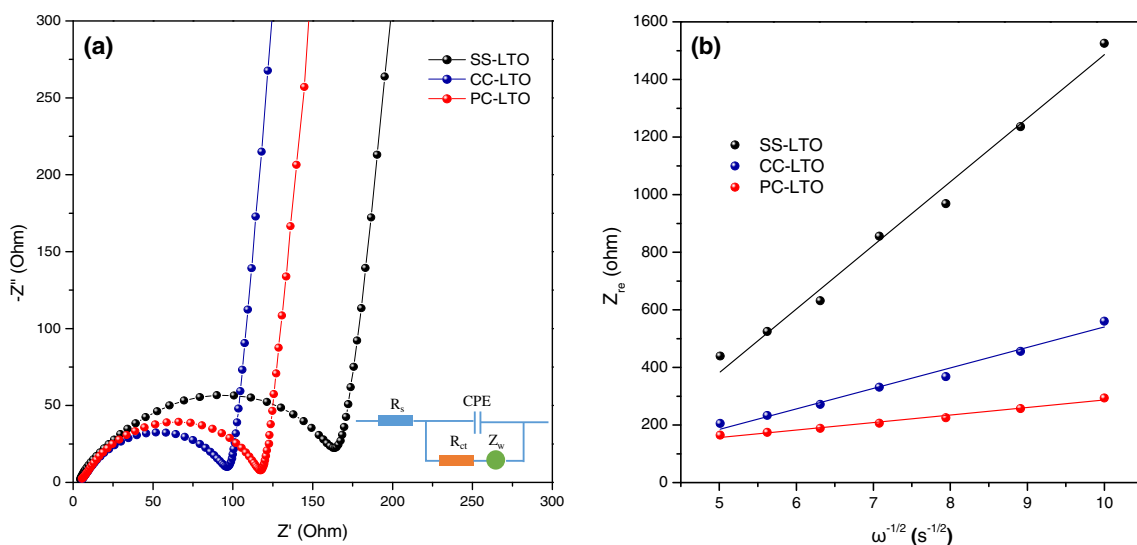 (a)
SS-LTO
CC-LTO
PC-LTO
300
250
200
150
100
50
0
-Z'' (Ohm)
0 50 100 150 200 250 300
Z' (Ohm)
Rs
CPE
Rct
Zw
(b)
SS-LTO
CC-LTO
PC-LTO
1600
1400
1200
1000
800
600
400
200
0
Zre (ohm)
5 6 7 8 9 10
ω-1/2 (s-1/2)